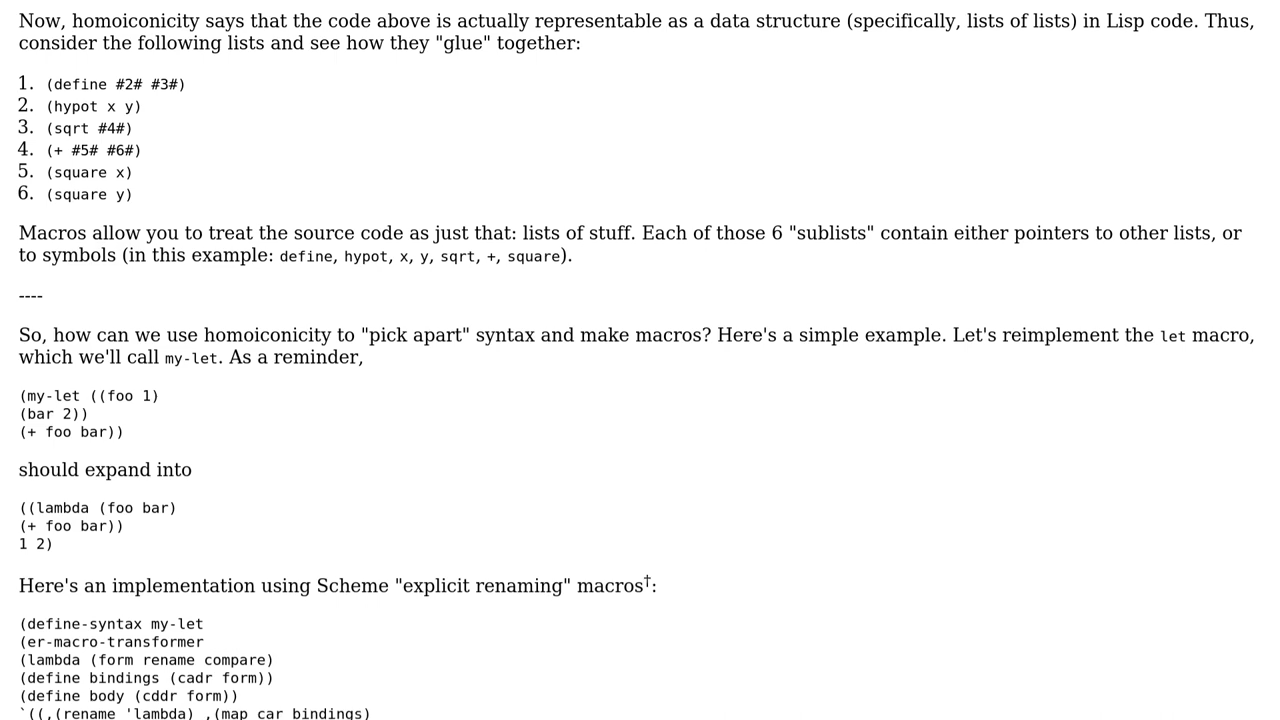 Now, homoiconicity says that the code above is actually representable as a data structure (specifically, lists of lists) in Lisp code. Thus,
consider the following lists and see how they "glue" together:
1. (define #2# #3#)
2. (hypot x y)
3. (sqrt #4#)
4. (+ #5# #6#)
5. (square x)
6. (square y)
Macros allow you to treat the source code as just that: lists of stuff. Each of those 6 "sublists" contain either pointers to other lists, or
to symbols (in this example: define, hypot, x, y, sqrt, +, square).
----
So, how can we use homoiconicity to "pick apart" syntax and make macros? Here's a simple example. Let's reimplement the let macro,
which we'll call my-let. As a reminder,
(my-let ((foo 1)
(bar 2))
(+ foo bar))
should expand into
((lambda (foo bar)
(+ foo bar))
1 2)
Here's an implementation using Scheme "explicit renaming" macros†:
(define-syntax my-let
(er-macro-transformer
(lambda (form rename compare)
(define bindings (cadr form))
(define body (cddr form))
`((,(rename 'lambda) ,(map car bindings)